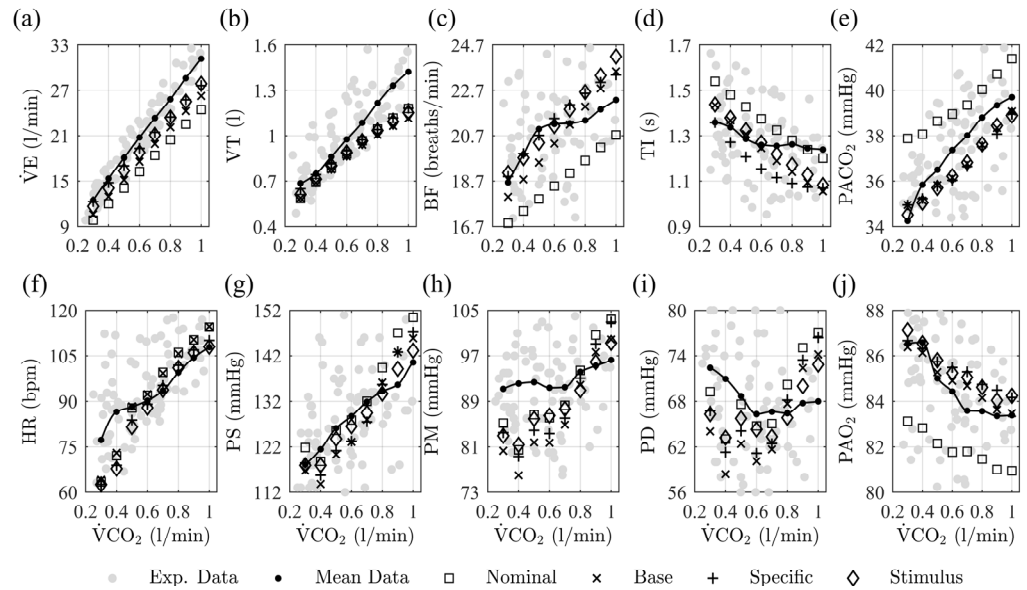 (a) (b) (c) (d) (e)
33 1.6 24.7 1.7 42
27 1.3 22.7 1.5 40
21 1 20.7 1.3 38
15 0.7 18.7 1.1 36
9 0.4 16.7 0.9 34
V̇E (l/min) VT (l) BF (breaths/min) TI (s) PACO₂ (mmHg)
0.2 0.4 0.6 0.8 1 0.2 0.4 0.6 0.8 1 0.2 0.4 0.6 0.8 1 0.2 0.4 0.6 0.8 1 0.2 0.4 0.6 0.8 1
(f) (g) (h) (i) (j)
120 152 105 80 88
105 142 97 74 86
90 132 89 68 84
75 122 81 62 82
60 112 73 56 80
HR (bpm) PS (mmHg) PM (mmHg) PD (mmHg) PAO₂ (mmHg)
0.2 0.4 0.6 0.8 1 0.2 0.4 0.6 0.8 1 0.2 0.4 0.6 0.8 1 0.2 0.4 0.6 0.8 1 0.2 0.4 0.6 0.8 1
V̇CO₂ (l/min) V̇CO₂ (l/min) V̇CO₂ (l/min) V̇CO₂ (l/min) V̇CO₂ (l/min)
Exp. Data Mean Data Nominal Base Specific Stimulus